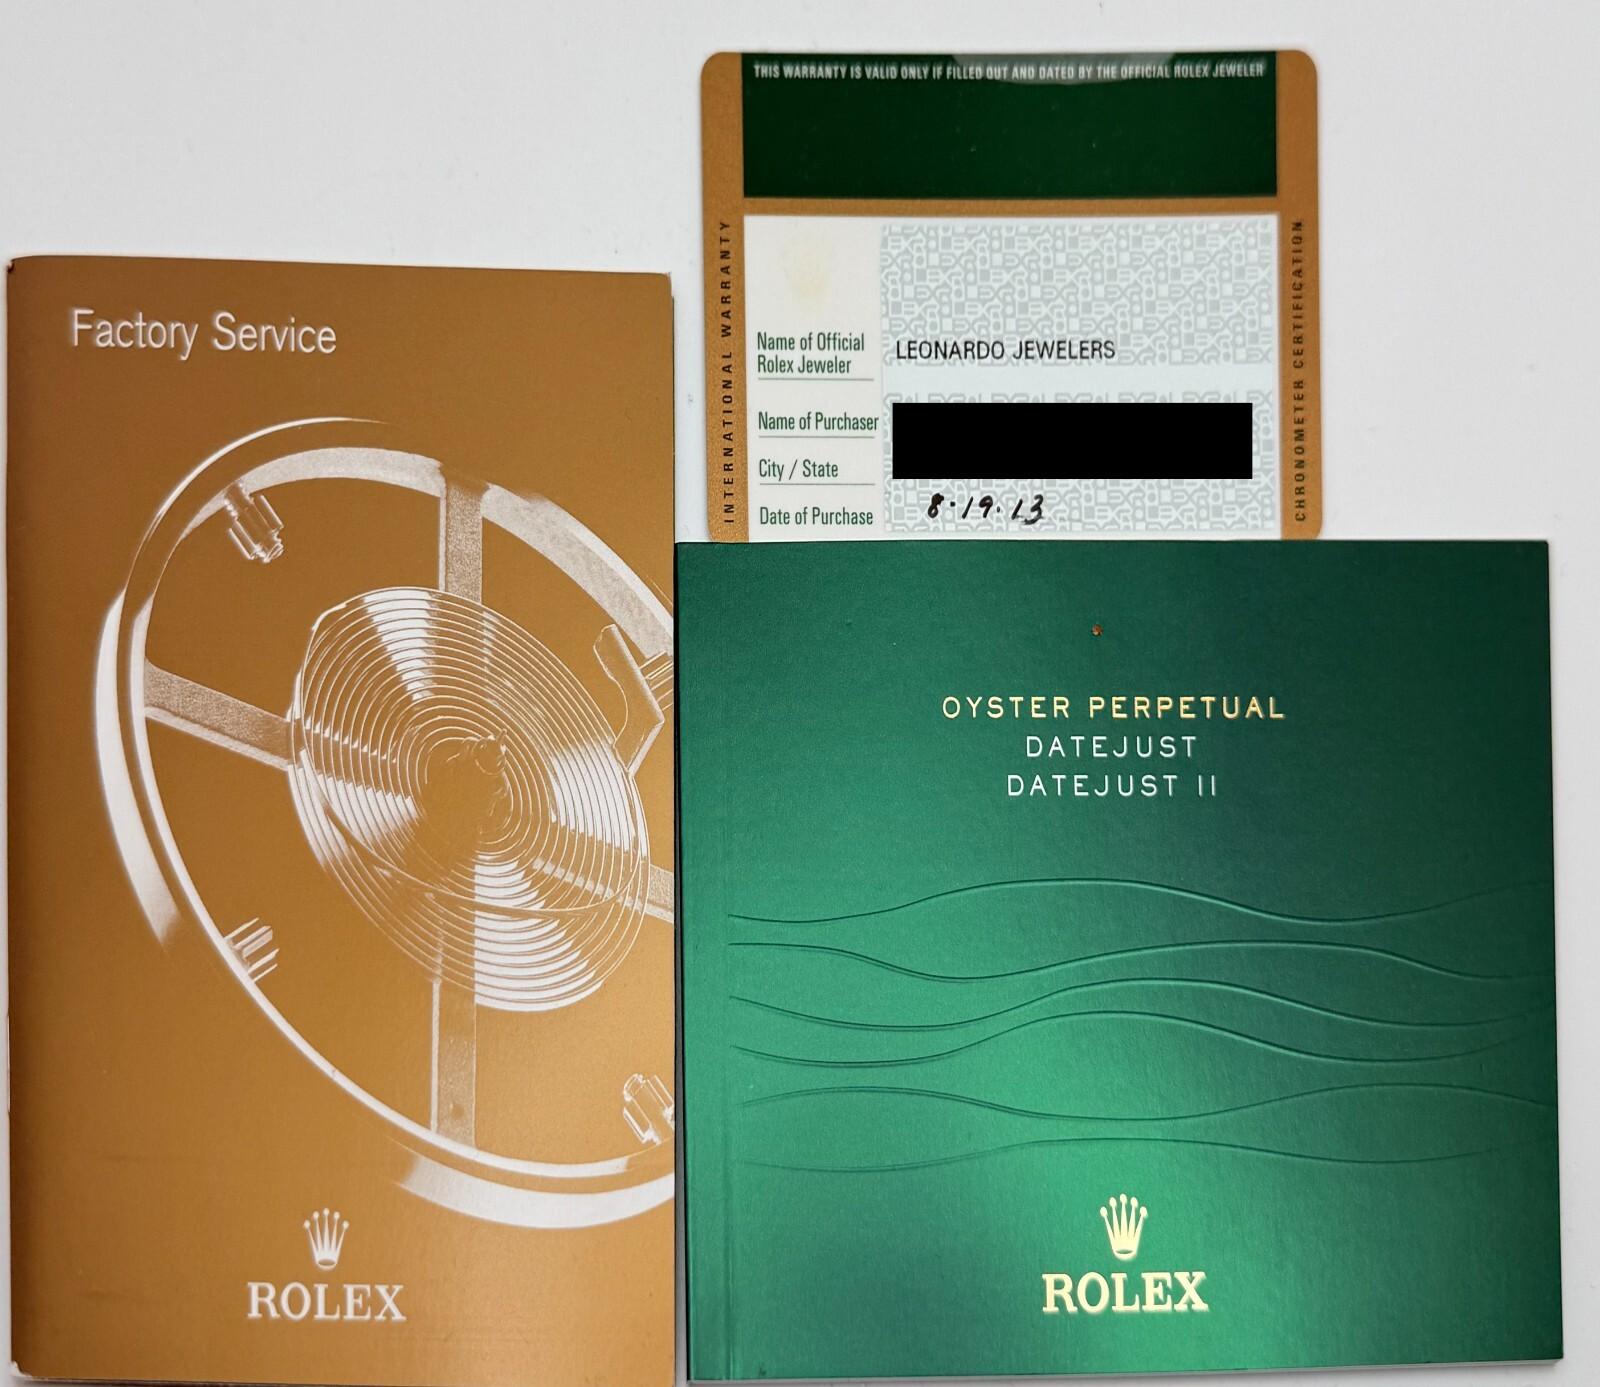 THIS WARRANTY IS VALID ONLY IF FILLED OUT AND DATED BY THE OFFICIAL ROLEX JEWELER
INTERNATIONAL WARRANTY
CHRONOMETER CERTIFICATION
Name of Official
Rolex Jeweler
LEONARDO JEWELERS
Name of Purchaser
City / State
Date of Purchase
8·19·13
Factory Service
ROLEX
OYSTER PERPETUAL
DATEJUST
DATEJUST II
ROLEX